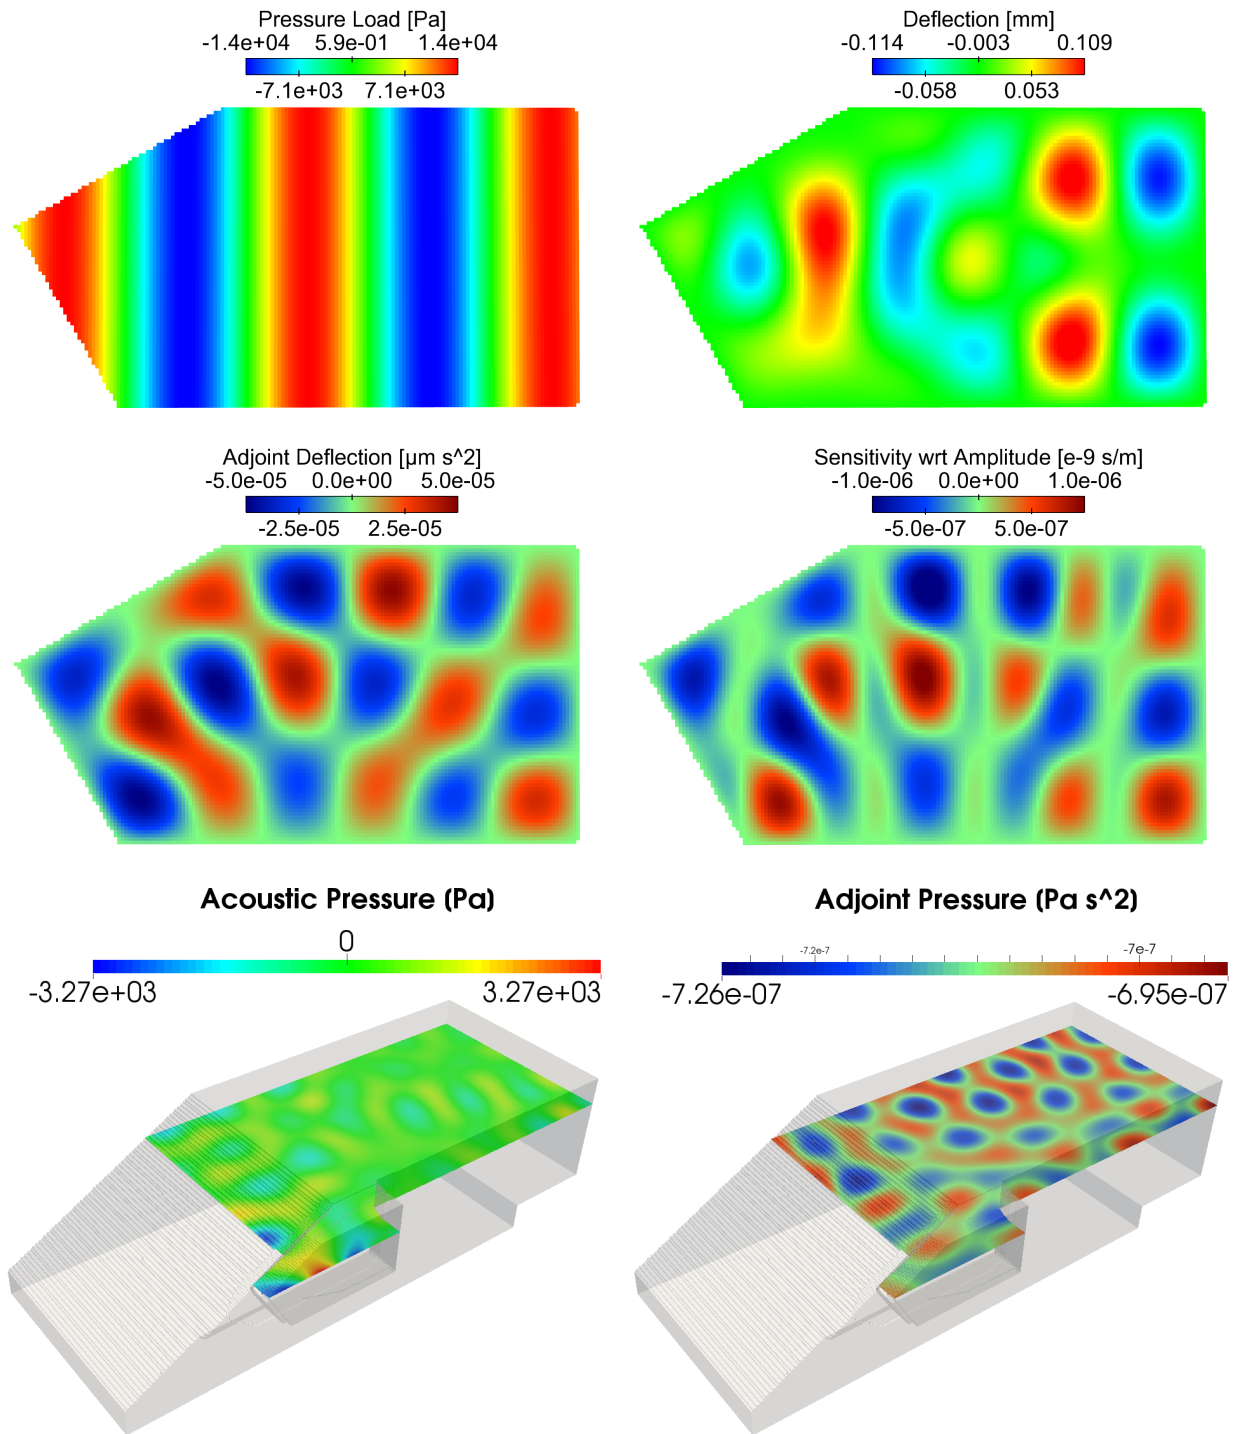 Pressure Load [Pa]
-1.4e+04 5.9e-01 1.4e+04
-7.1e+03 7.1e+03
Deflection [mm]
-0.114 -0.003 0.109
-0.058 0.053
Adjoint Deflection [µm s^2]
-5.0e-05 0.0e+00 5.0e-05
-2.5e-05 2.5e-05
Sensitivity wrt Amplitude [e-9 s/m]
-1.0e-06 0.0e+00 1.0e-06
-5.0e-07 5.0e-07
Acoustic Pressure (Pa)
0
-3.27e+03 3.27e+03
Adjoint Pressure (Pa s^2)
-7.2e-7 -7e-7
-7.26e-07 -6.95e-07